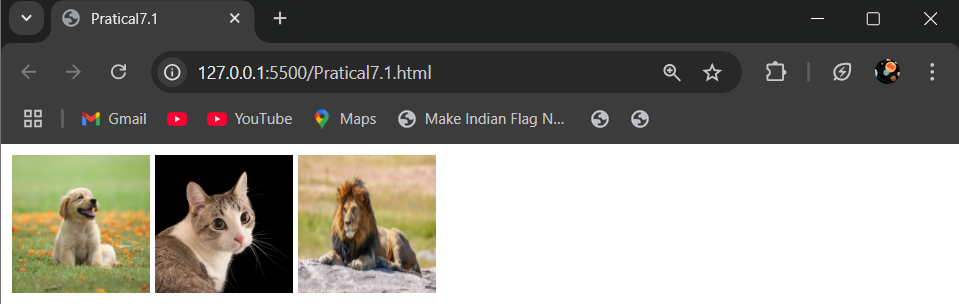 Pratical7.1
127.0.0.1:5500/Pratical7.1.html
Gmail YouTube Maps Make Indian Flag N...